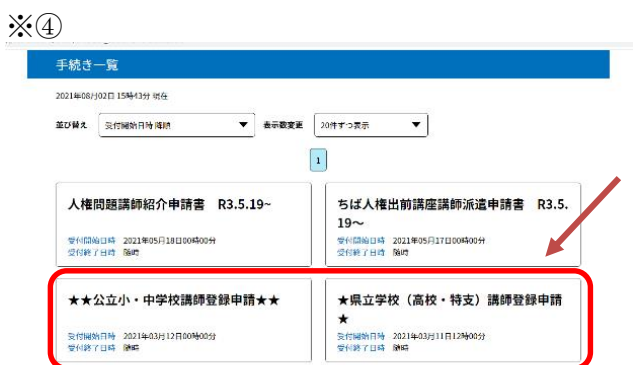 ※④
手続き一覧
2021年08月02日 15時43分 現在
並び替え 受付開始日時 降順 ▼ 表示数変更 20件ずつ表示 ▼
1
人権問題講師紹介申請書 R3.5.19~
受付開始日時 2021年05月18日00時00分
受付終了日時 随時
ちば人権出前講座講師派遣申請書 R3.5.
19～
受付開始日時 2021年05月17日00時00分
受付終了日時 随時
★★公立小・中学校講師登録申請★★
受付開始日時 2021年03月12日00時00分
受付終了日時 随時
★県立学校（高校・特支）講師登録申請
★
受付開始日時 2021年03月11日12時00分
受付終了日時 随時